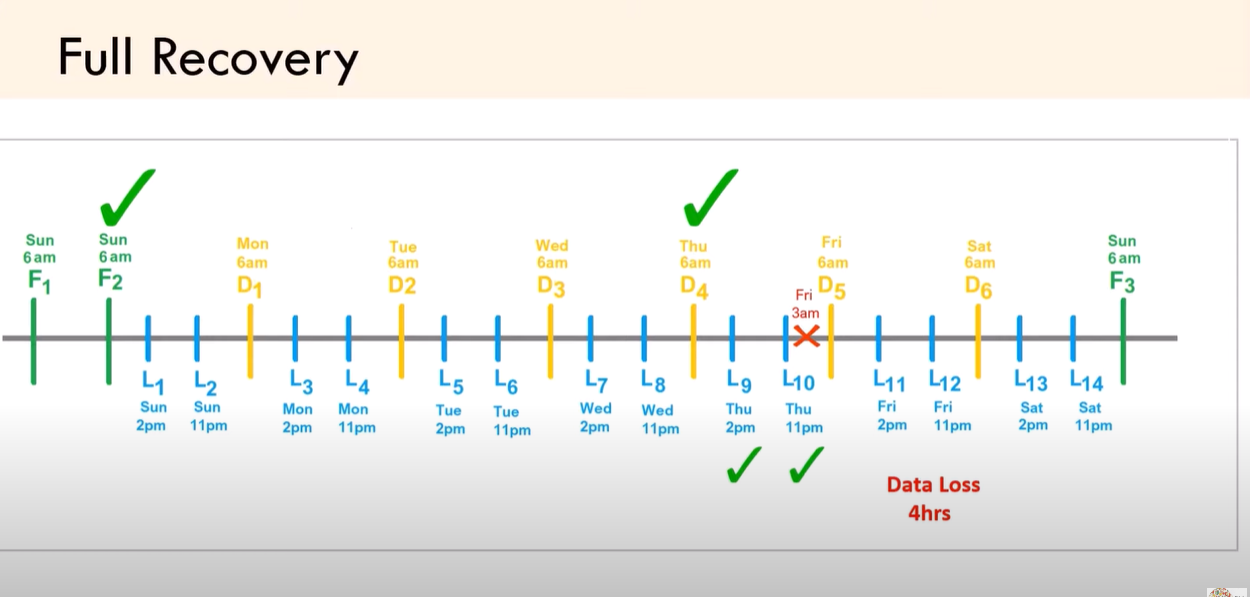 Full Recovery
Sun
6am
F1
Sun
6am
F2
Mon
6am
D1
Tue
6am
D2
Wed
6am
D3
Thu
6am
D4
Fri
6am
D5
Fri
3am
Sat
6am
D6
Sun
6am
F3
L1
Sun
2pm
L2
Sun
11pm
L3
Mon
2pm
L4
Mon
11pm
L5
Tue
2pm
L6
Tue
11pm
L7
Wed
2pm
L8
Wed
11pm
L9
Thu
2pm
L10
Thu
11pm
L11
Fri
2pm
L12
Fri
11pm
L13
Sat
2pm
L14
Sat
11pm
Data Loss
4hrs